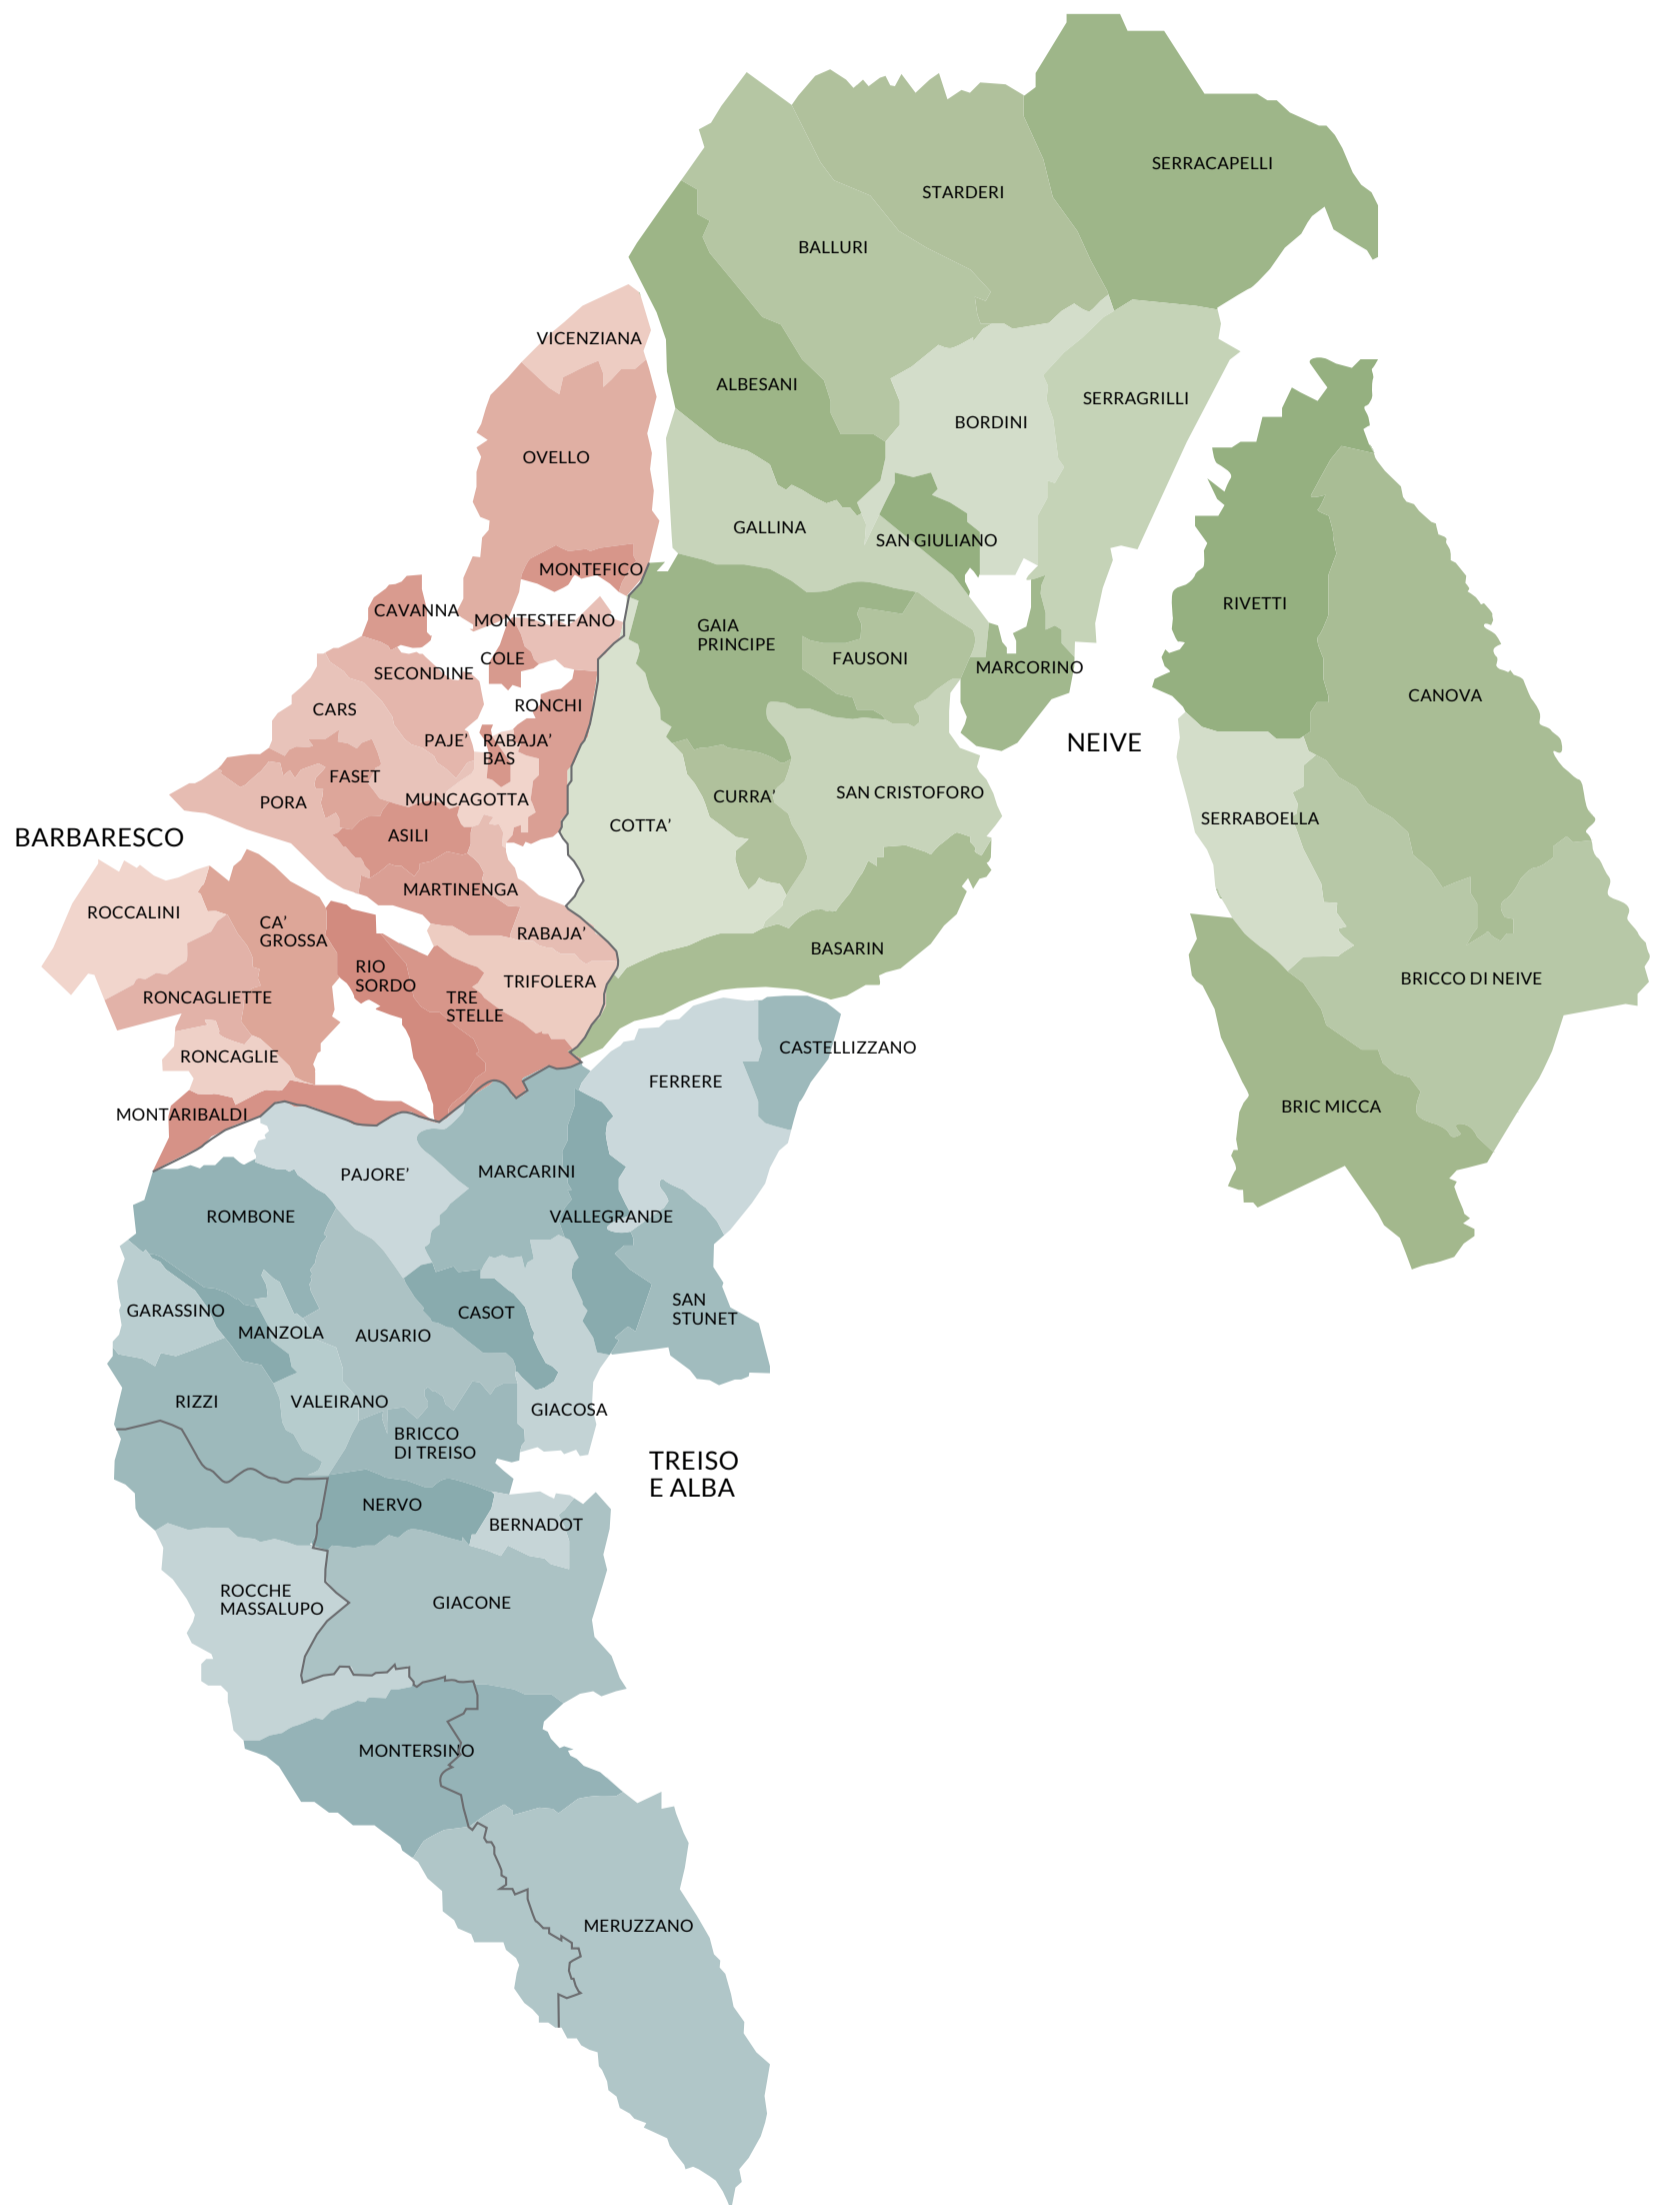 SERRACAPELLI
STARDERI
BALLURI
VICENZIANA
ALBESANI
SERRAGRILLI
BORDINI
OVELLO
GALLINA
SAN GIULIANO
MONTEFICO
CAVANNA
MONTESTEFANO
GAIA
PRINCIPE
RIVETTI
COLE
FAUSONI
MARCORINO
SECONDINE
CANOVA
CARS
RONCHI
PAJE’
RABAJA’
BAS
NEIVE
FASET
PORA
MUNCAGOTTA
CURRA’
SAN CRISTOFORO
SERRABOELLA
BARBARESCO
ASILI
COTTA’
MARTINENGA
ROCCALINI
CA’
GROSSA
RABAJA’
BASARIN
RIO
SORDO
TRIFOLERA
BRICCO DI NEIVE
RONCAGLIETTE
TRE
STELLE
RONCAGLIE
CASTELLIZZANO
FERRERE
MONTARIBALDI
BRIC MICCA
PAJORE’
MARCARINI
ROMBONE
VALLEGRANDE
GARASSINO
SAN
STUNET
CASOT
MANZOLA
AUSARIO
RIZZI
VALEIRANO
GIACOSA
BRICCO
DI TREISO
TREISO
E ALBA
NERVO
BERNADOT
ROCCHE
MASSALUPO
GIACONE
MONTERSINO
MERUZZANO